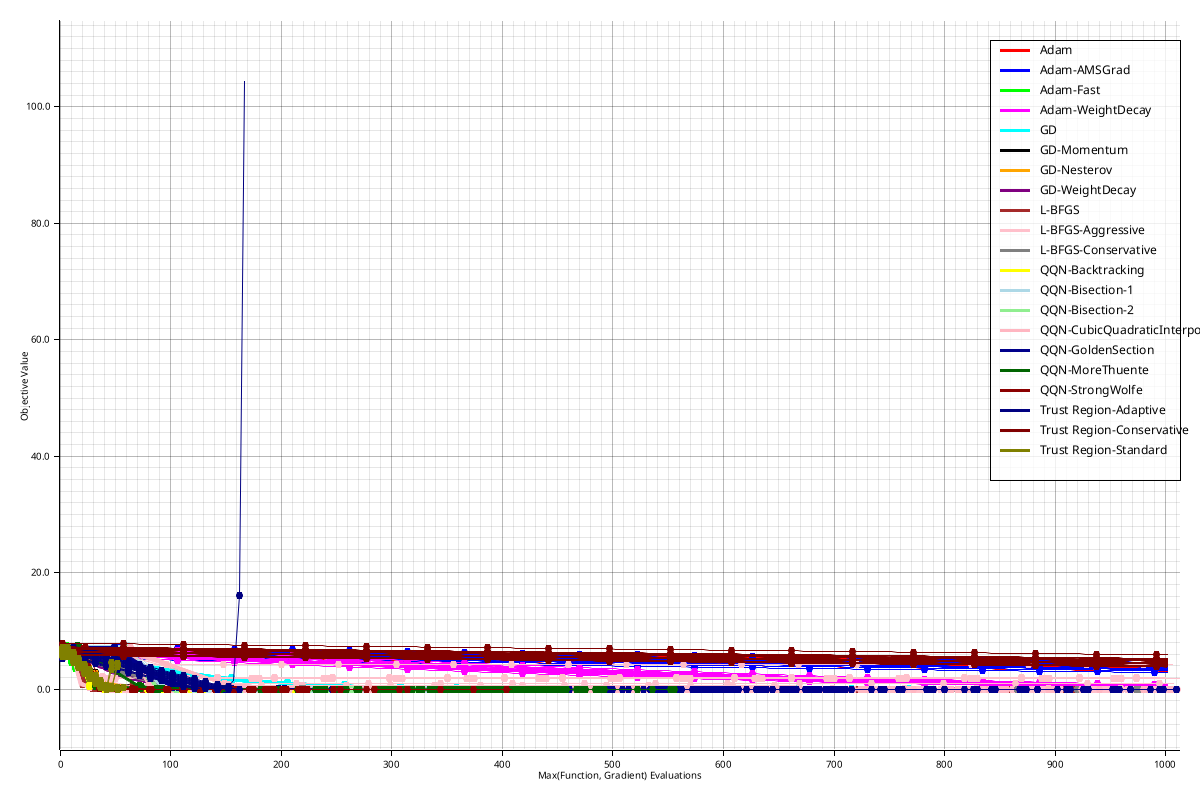 Adam
Adam-AMSGrad
Adam-Fast
Adam-WeightDecay
GD
GD-Momentum
GD-Nesterov
GD-WeightDecay
L-BFGS
L-BFGS-Aggressive
L-BFGS-Conservative
QQN-Backtracking
QQN-Bisection-1
QQN-Bisection-2
QQN-CubicQuadraticInterpo
QQN-GoldenSection
QQN-MoreThuente
QQN-StrongWolfe
Trust Region-Adaptive
Trust Region-Conservative
Trust Region-Standard
100.0
80.0
60.0
40.0
20.0
0.0
Objective Value
0 100 200 300 400 500 600 700 800 900 1000
Max(Function, Gradient) Evaluations